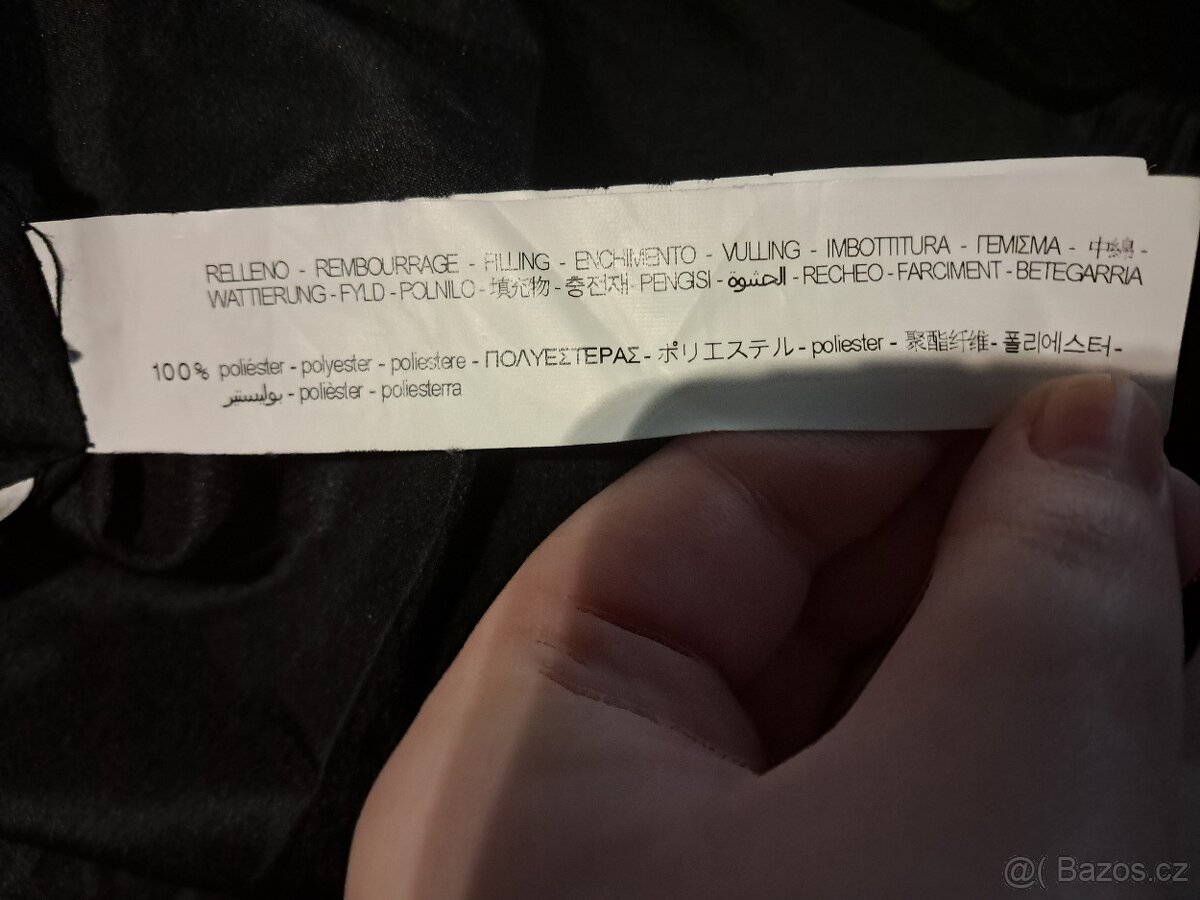 RELLENO - REMBOURRAGE - FILLING - ENCHIMENTO - VULLING - IMBOTTITURA - ΓΕΜΙΣΜΑ - 中綿 -
WATTIERUNG - FYLD - POLNILO - 填充物 - 충전재 - PENGISI - الحشوة - RECHEO - FARCIMENT - BETEGARRIA
100% poliéster - polyester - poliestere - ΠΟΛΥΕΣΤΕΡΑΣ - ポリエステル - poliester - 聚酯纤维 - 폴리에스터 -
بوليستر - polièster - poliesterra
@( Bazos.cz